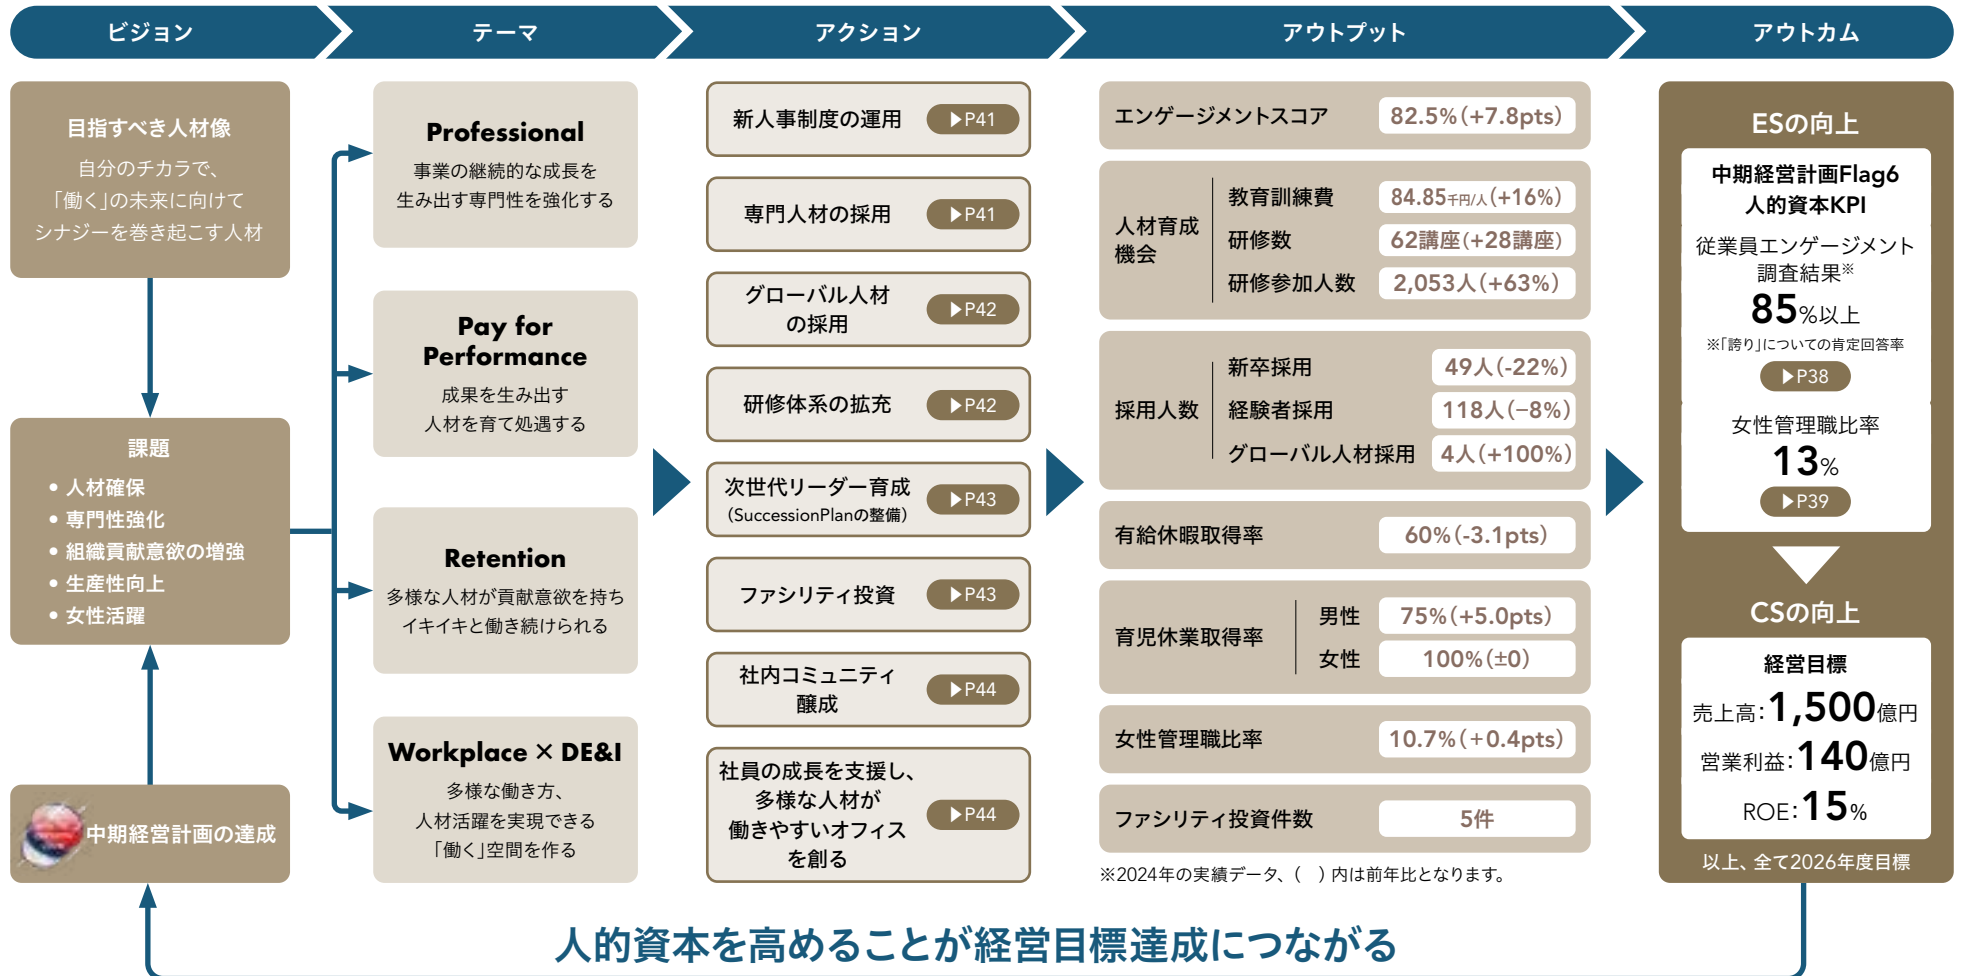 ビジョン
テーマ
アクション
アウトプット
アウトカム
目指すべき人材像
自分のチカラで、
「働く」の未来に向けて
シナジーを巻き起こす人材
課題
• 人材確保
• 専門性強化
• 組織貢献意欲の増強
• 生産性向上
• 女性活躍
中期経営計画の達成
Professional
事業の継続的な成長を
生み出す専門性を強化する
Pay for
Performance
成果を生み出す
人材を育て処遇する
Retention
多様な人材が貢献意欲を持ち
イキイキと働き続けられる
Workplace × DE&I
多様な働き方、
人材活躍を実現できる
「働く」空間を作る
新人事制度の運用 ▶P41
専門人材の採用 ▶P41
グローバル人材
の採用 ▶P42
研修体系の拡充 ▶P42
次世代リーダー育成
（SuccessionPlanの整備） ▶P43
ファシリティ投資 ▶P43
社内コミュニティ
醸成 ▶P44
社員の成長を支援し、
多様な人材が
働きやすいオフィス
を創る ▶P44
エンゲージメントスコア 82.5%（+7.8pts）
人材育成
機会
教育訓練費 84.85千円/人（+16%）
研修数 62講座（+28講座）
研修参加人数 2,053人（+63%）
採用人数
新卒採用 49人（-22%）
経験者採用 118人（−8%）
グローバル人材採用 4人（+100%）
有給休暇取得率 60%（-3.1pts）
育児休業取得率
男性 75%（+5.0pts）
女性 100%（±0）
女性管理職比率 10.7%（+0.4pts）
ファシリティ投資件数 5件
※2024年の実績データ、（　）内は前年比となります。
ESの向上
中期経営計画Flag6
人的資本KPI
従業員エンゲージメント
調査結果※
85%以上
※「誇り」についての肯定回答率
▶P38
女性管理職比率
13%
▶P39
CSの向上
経営目標
売上高：1,500億円
営業利益：140億円
ROE：15%
以上、全て2026年度目標
人的資本を高めることが経営目標達成につながる